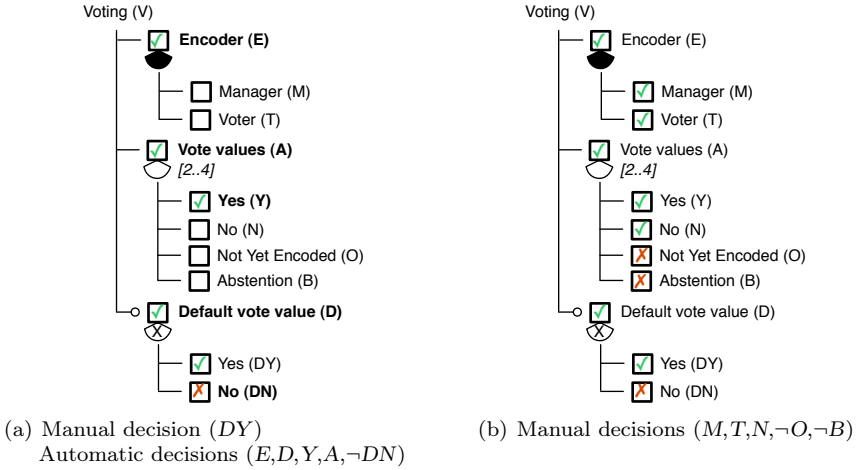 Voting (V)
Encoder (E)
Manager (M)
Voter (T)
Vote values (A)
[2..4]
Yes (Y)
No (N)
Not Yet Encoded (O)
Abstention (B)
Default vote value (D)
X
Yes (DY)
No (DN)
(a) Manual decision (DY)
Automatic decisions (E,D,Y,A,¬DN)
Voting (V)
Encoder (E)
Manager (M)
Voter (T)
Vote values (A)
[2..4]
Yes (Y)
No (N)
Not Yet Encoded (O)
Abstention (B)
Default vote value (D)
X
Yes (DY)
No (DN)
(b) Manual decisions (M,T,N,¬O,¬B)